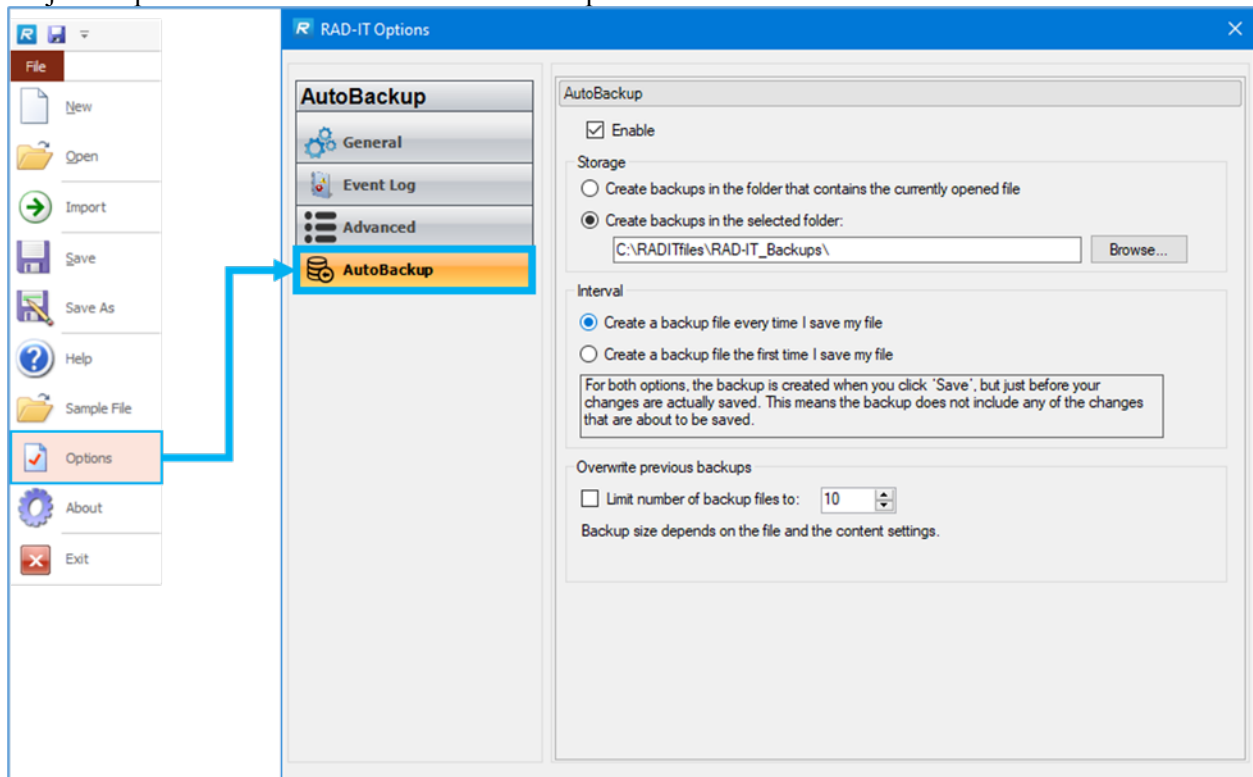 File
New
Open
Import
Save
Save As
Help
Sample File
Options
About
Exit
R RAD-IT Options
AutoBackup
General
Event Log
Advanced
AutoBackup
AutoBackup
Enable
Storage
Create backups in the folder that contains the currently opened file
Create backups in the selected folder:
C:\RADITfiles\RAD-IT_Backups\
Browse...
Interval
Create a backup file every time I save my file
Create a backup file the first time I save my file
For both options, the backup is created when you click 'Save', but just before your
changes are actually saved. This means the backup does not include any of the changes
that are about to be saved.
Overwrite previous backups
Limit number of backup files to: 10
Backup size depends on the file and the content settings.